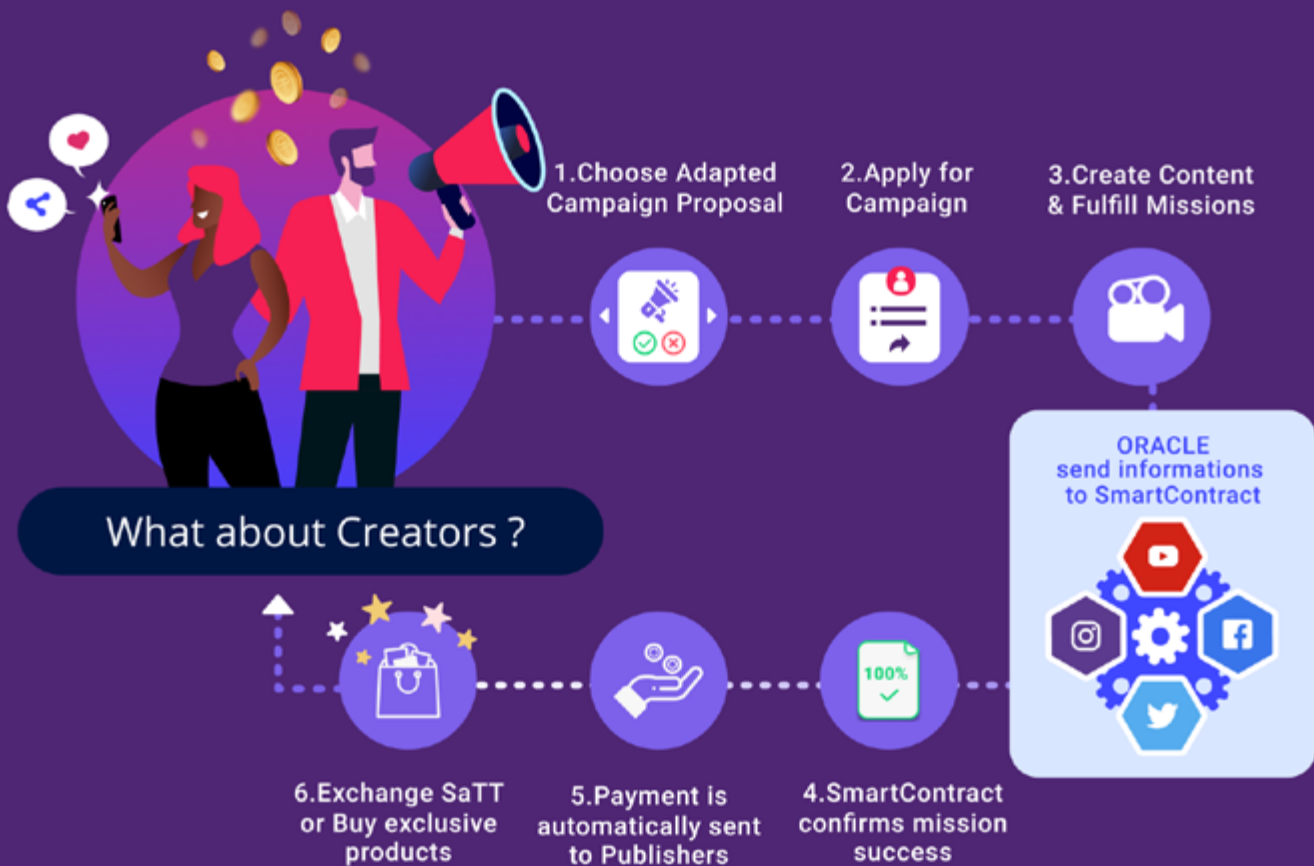 1.Choose Adapted
Campaign Proposal
2.Apply for
Campaign
3.Create Content
& Fulfill Missions
ORACLE
send informations
to SmartContract
What about Creators ?
100%
6.Exchange SaTT
or Buy exclusive
products
5.Payment is
automatically sent
to Publishers
4.SmartContract
confirms mission
success